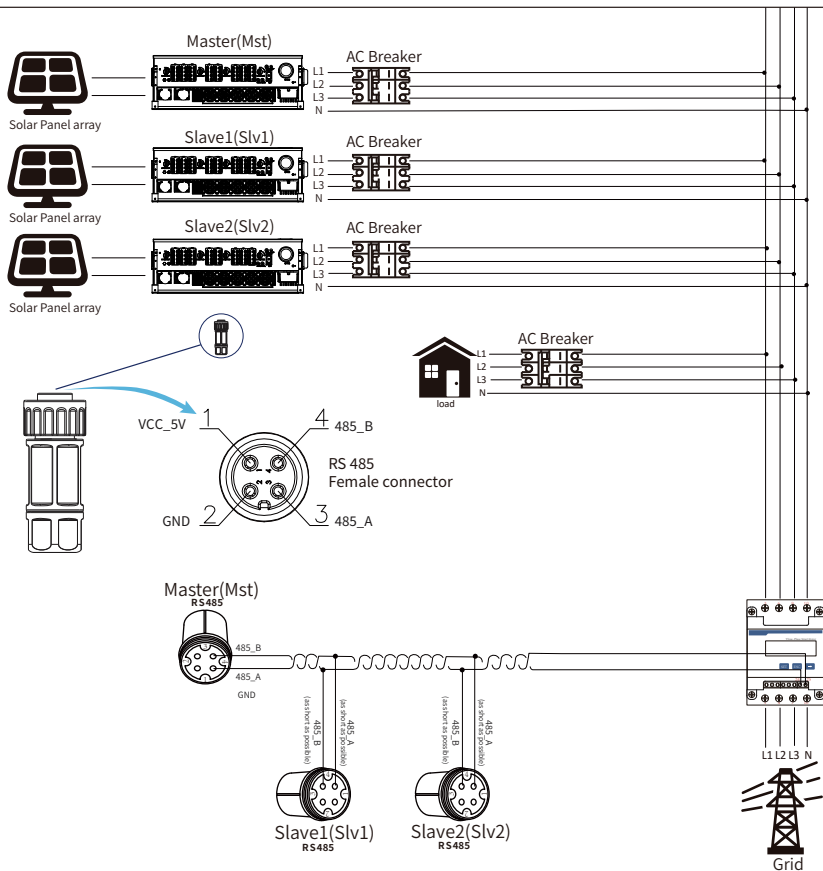 Master(Mst)
AC Breaker
L1
L2
L3
N
Solar Panel array
Slave1(Slv1)
AC Breaker
L1
L2
L3
N
Solar Panel array
Slave2(Slv2)
AC Breaker
L1
L2
L3
N
Solar Panel array
AC Breaker
L1
L2
L3
N
load
VCC_5V 1
4 485_B
1 4
2 3
RS 485
Female connector
GND 2
3 485_A
Master(Mst)
RS485
485_B
485_A
GND
485_B
(as short as possible)
485_A
(as short as possible)
485_B
(as short as possible)
485_A
(as short as possible)
Slave1(Slv1)
RS485
Slave2(Slv2)
RS485
L1 L2 L3 N
Grid